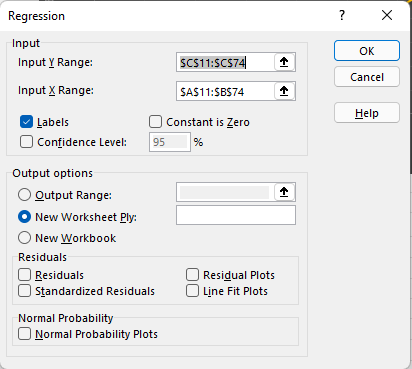 Regression
?
Input
Input Y Range:
$C$11:$C$74
Input X Range:
$A$11:$B$74
Labels
Constant is Zero
Confidence Level:
95
%
OK
Cancel
Help
Output options
Output Range:
New Worksheet Ply:
New Workbook
Residuals
Residuals
Residual Plots
Standardized Residuals
Line Fit Plots
Normal Probability
Normal Probability Plots